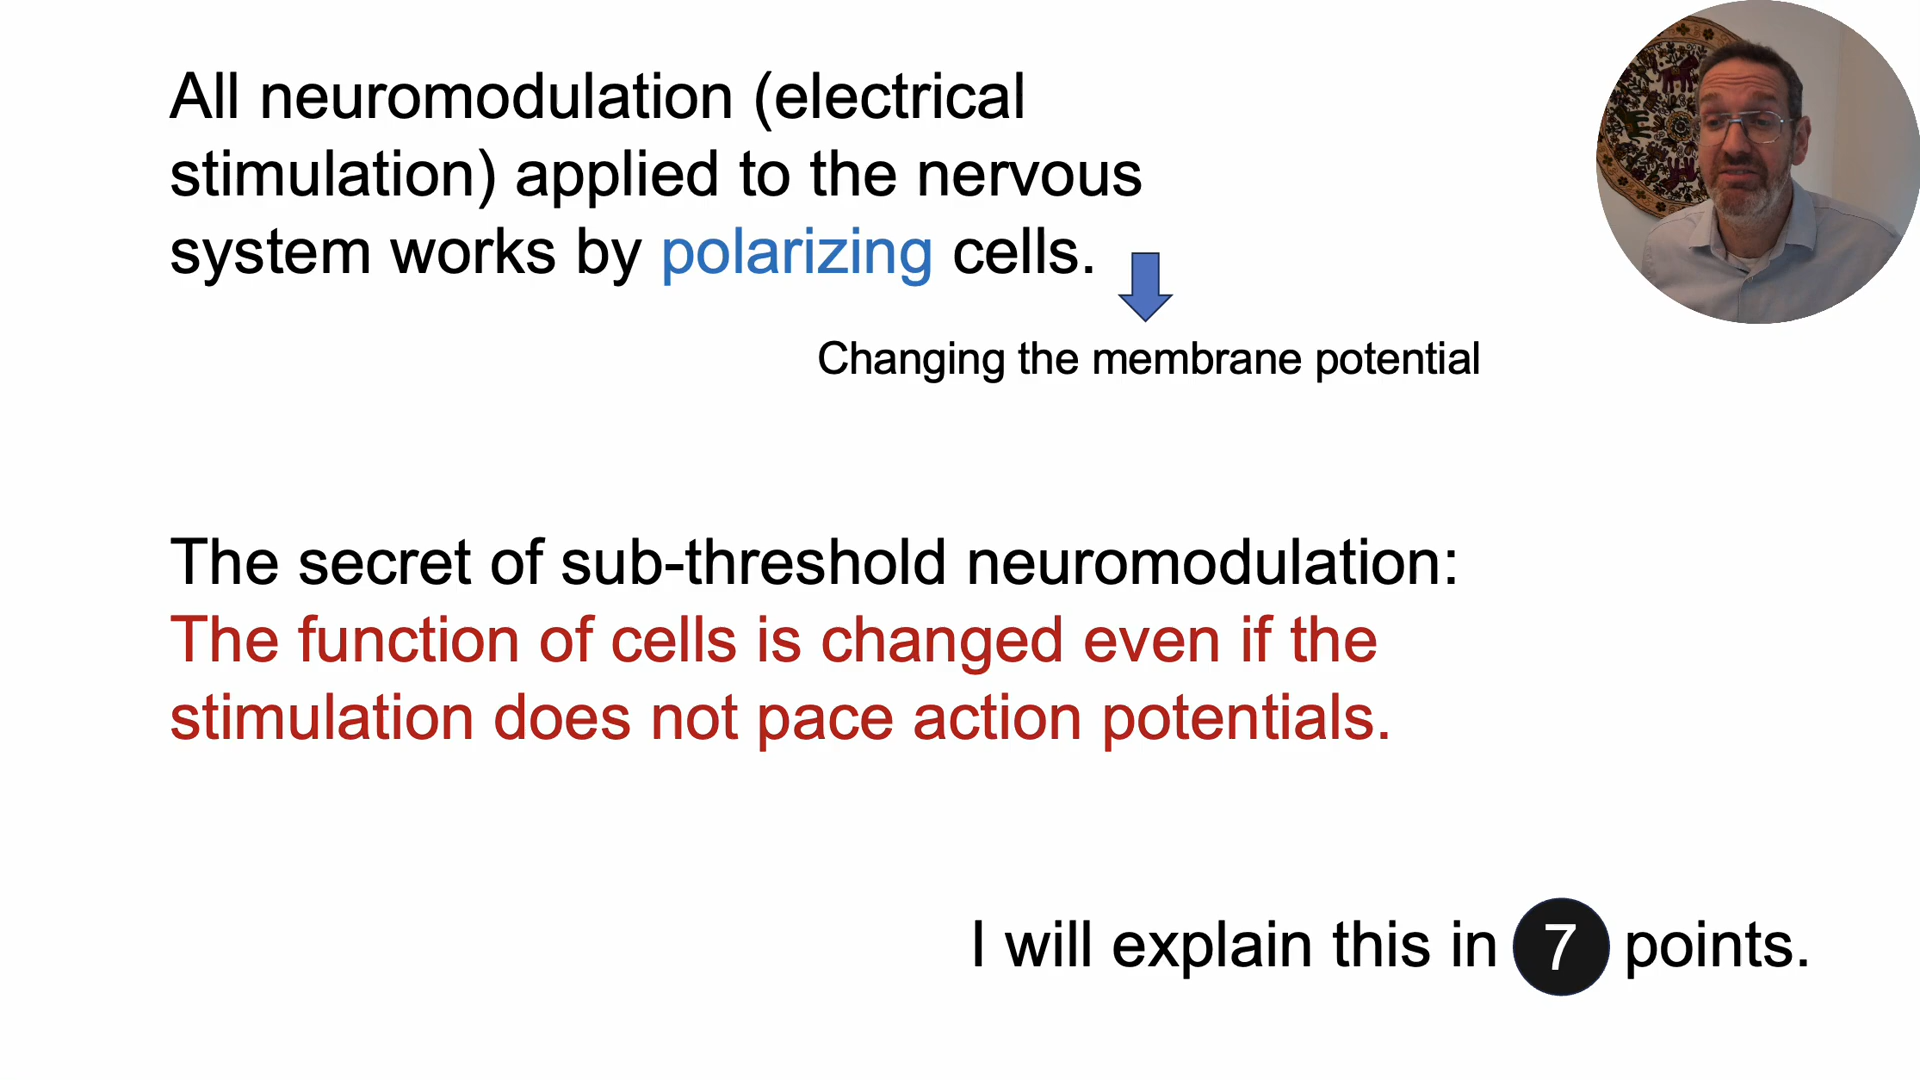 All neuromodulation (electrical
stimulation) applied to the nervous
system works by polarizing cells.
Changing the membrane potential
The secret of sub-threshold neuromodulation:
The function of cells is changed even if the
stimulation does not pace action potentials.
I will explain this in 7 points.